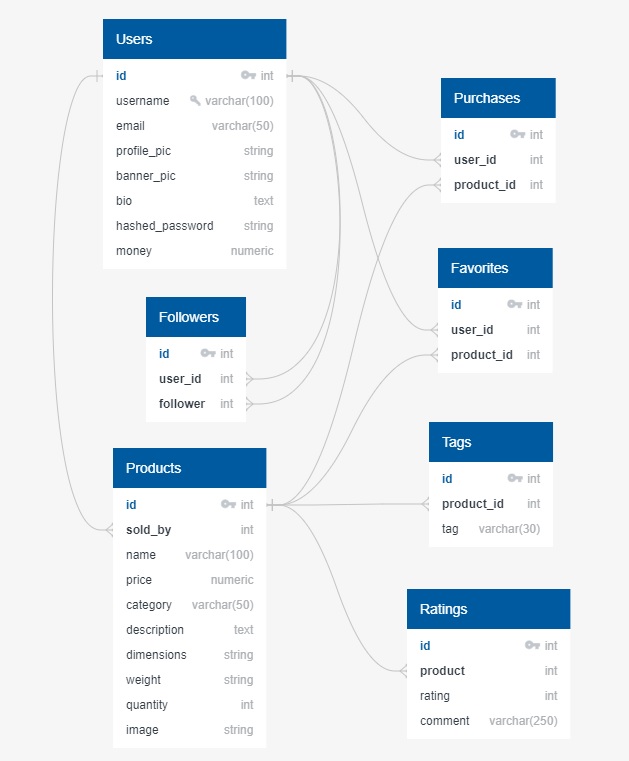 Users
id int
username varchar(100)
email varchar(50)
profile_pic string
banner_pic string
bio text
hashed_password string
money numeric
Followers
id int
user_id int
follower int
Products
id int
sold_by int
name varchar(100)
price numeric
category varchar(50)
description text
dimensions string
weight string
quantity int
image string
Purchases
id int
user_id int
product_id int
Favorites
id int
user_id int
product_id int
Tags
id int
product_id int
tag varchar(30)
Ratings
id int
product int
rating int
comment varchar(250)